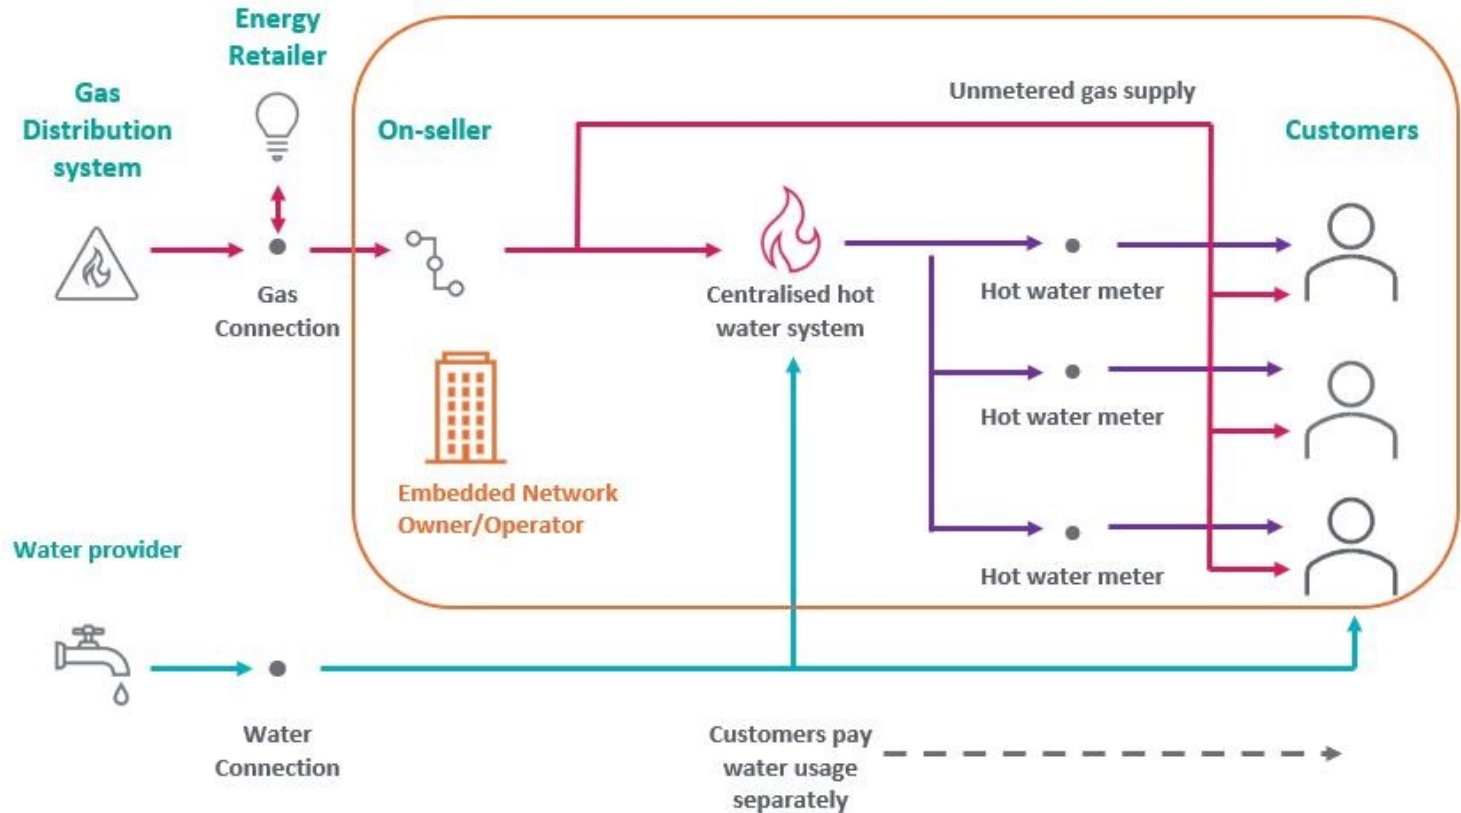 Energy
Retailer
Gas
Distribution
system
On-seller
Unmetered gas supply
Customers
Gas
Connection
Centralised hot
water system
Hot water meter
Hot water meter
Hot water meter
Embedded Network
Owner/Operator
Water provider
Water
Connection
Customers pay
water usage
separately